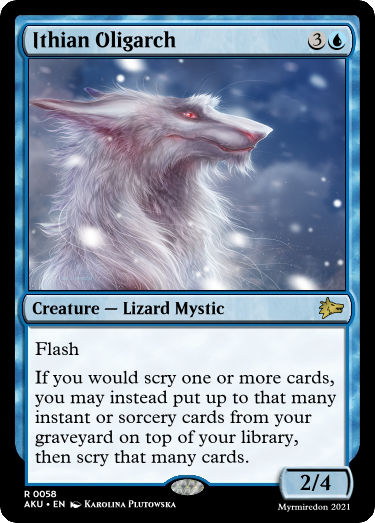 Ithian Oligarch 3
Creature — Lizard Mystic
Flash
If you would scry one or more cards,
you may instead put up to that many
instant or sorcery cards from your
graveyard on top of your library,
then scry that many cards.
2/4
R 0058
AKU • EN Karolina Plutowska
Myrmiredon 2021